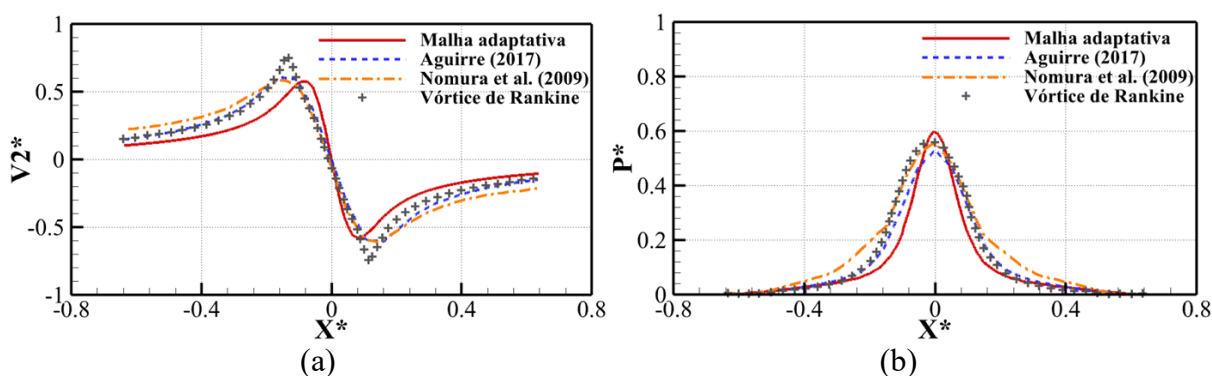 1
0.5
0
-0.5
-1
V2*
Malha adaptativa
Aguirre (2017)
Nomura et al. (2009)
Vórtice de Rankine
-0.8
-0.4
0
0.4
0.8
X*
(a)
1
0.8
0.6
0.4
0.2
0
P*
Malha adaptativa
Aguirre (2017)
Nomura et al. (2009)
Vórtice de Rankine
-0.8
-0.4
0
0.4
0.8
X*
(b)